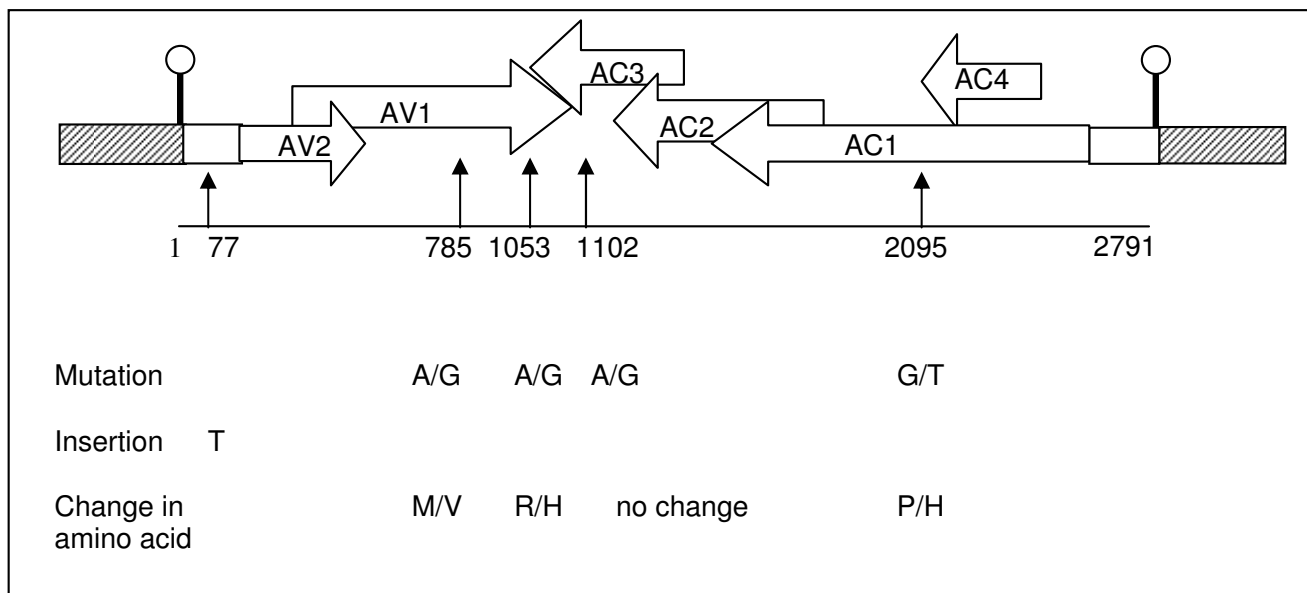 AC3
AC4
AV1
AC2
AV2
AC1
1 77 785 1053 1102 2095 2791
Mutation A/G A/G A/G G/T
Insertion T
Change in M/V R/H no change P/H
amino acid